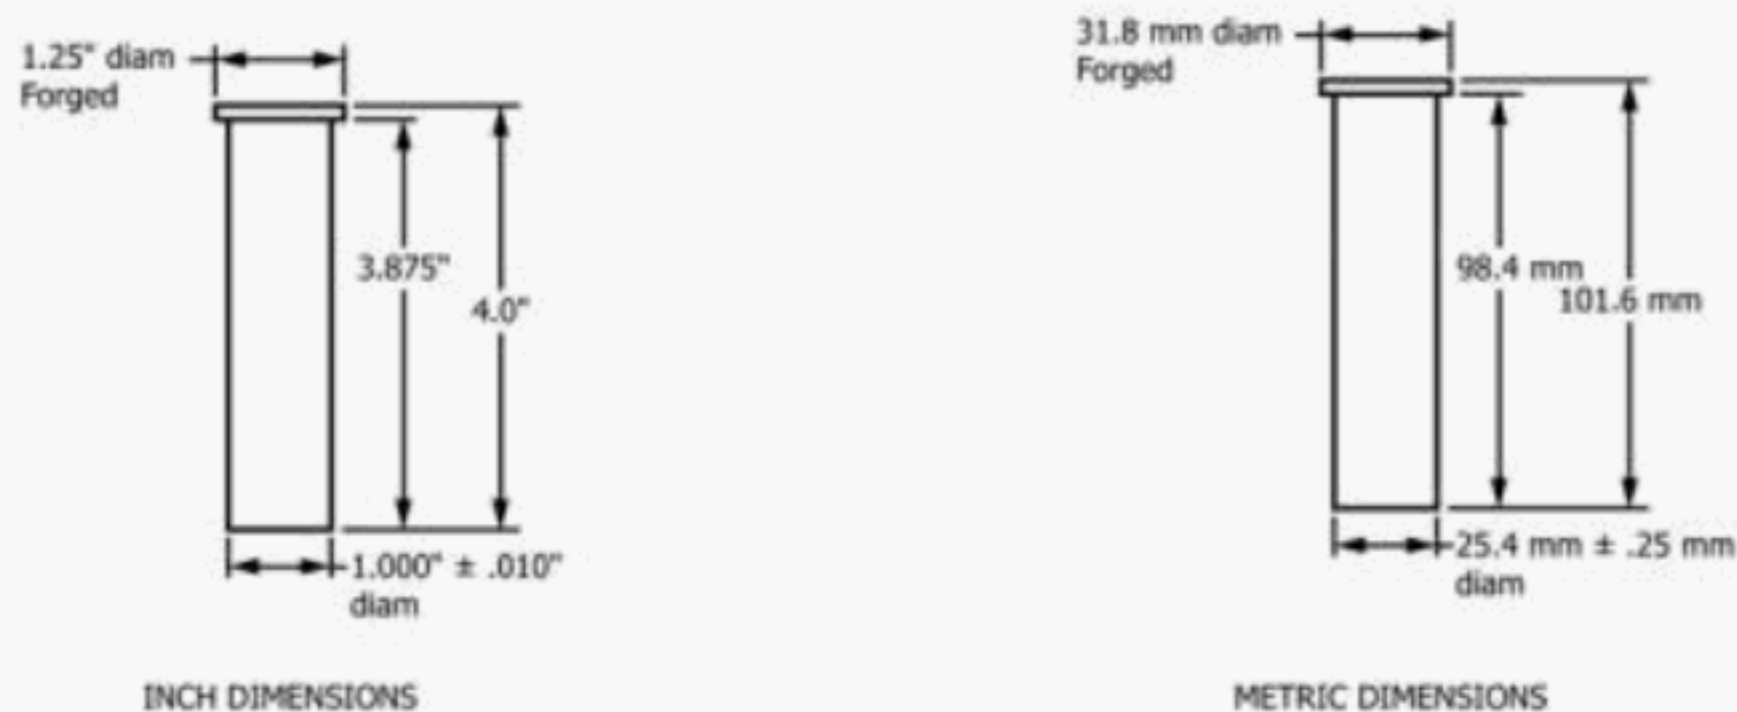 1.25" diam
Forged
3.875"
4.0"
1.000" ± .010"
diam
INCH DIMENSIONS
31.8 mm diam
Forged
98.4 mm
101.6 mm
25.4 mm ± .25 mm
diam
METRIC DIMENSIONS